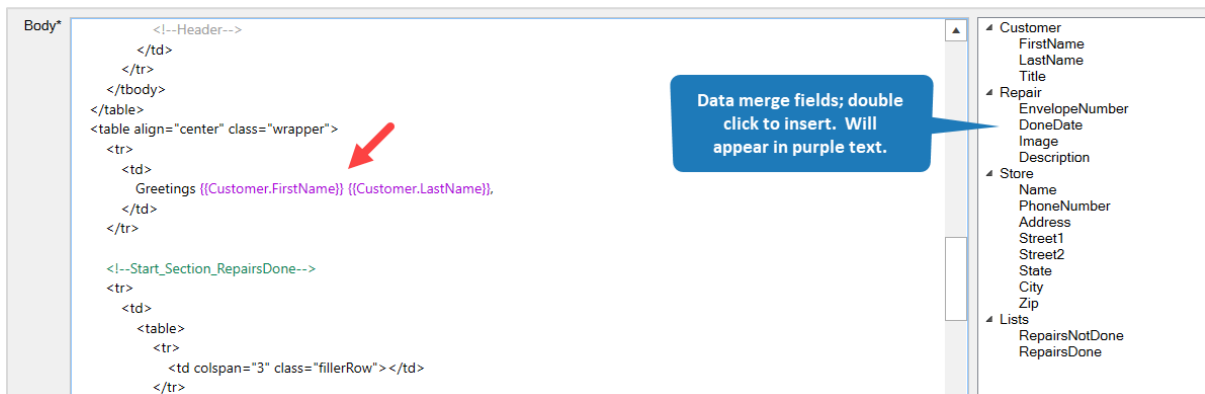 Body*
<!--Header-->
</td>
</tr>
</tbody>
</table>
<table align="center" class="wrapper">
<tr>
<td>
Greetings {{Customer.FirstName}} {{Customer.LastName}},
</td>
</tr>
<!--Start_Section_RepairsDone-->
<tr>
<td>
<table>
<tr>
<td colspan="3" class="fillerRow"></td>
</tr>
Data merge fields; double
click to insert. Will
appear in purple text.
Customer
FirstName
LastName
Title
Repair
EnvelopeNumber
DoneDate
Image
Description
Store
Name
PhoneNumber
Address
Street1
Street2
State
City
Zip
Lists
RepairsNotDone
RepairsDone